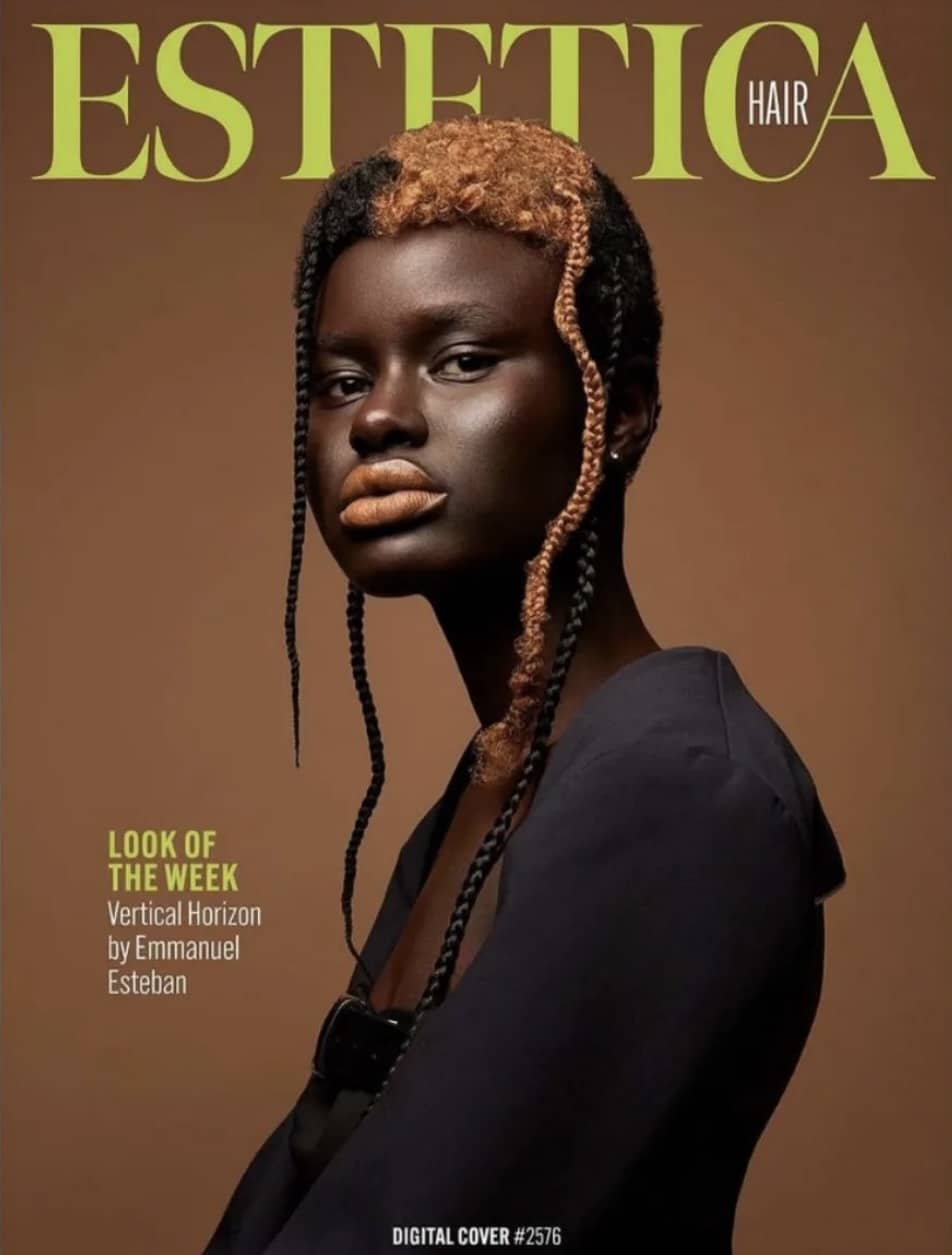 ESTETICA
HAIR
LOOK OF
THE WEEK
Vertical Horizon
by Emmanuel
Esteban
DIGITAL COVER #2576